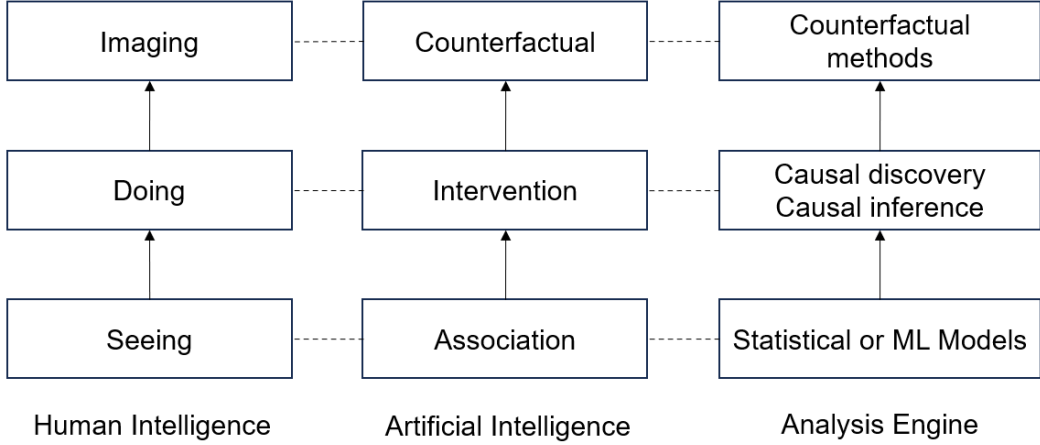 Imaging
Counterfactual
Counterfactual
methods
Doing
Intervention
Causal discovery
Causal inference
Seeing
Association
Statistical or ML Models
Human Intelligence
Artificial Intelligence
Analysis Engine